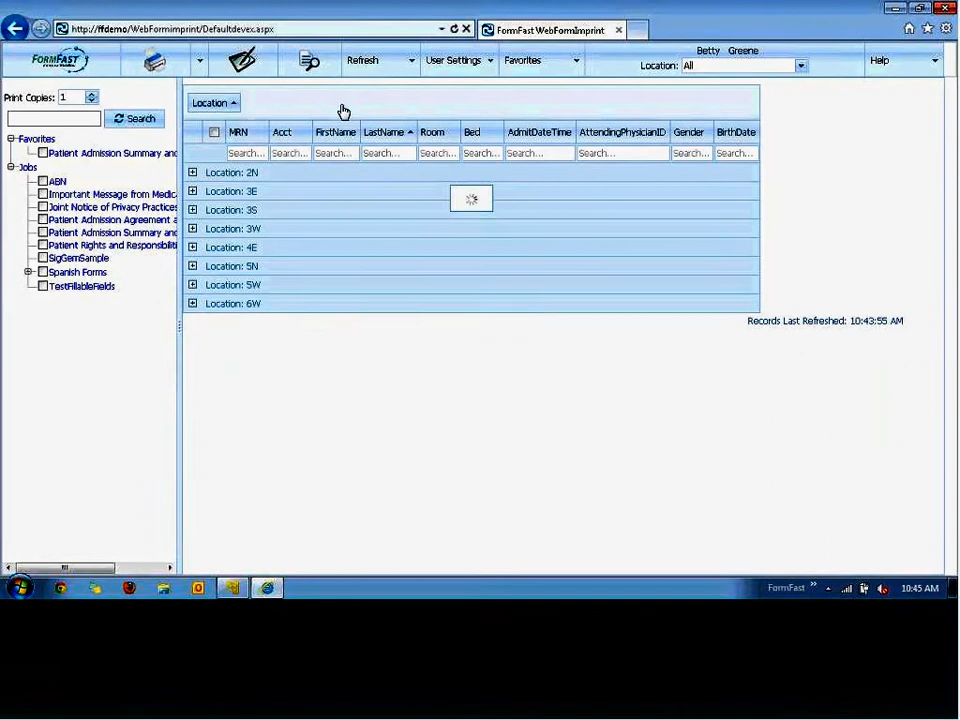 http://ffdemo/WebFormimprint/Defaultdevex.aspx
FormFast WebFormImprint
FORMFAST
Refresh
User Settings
Favorites
Betty Greene
Location: All
Help
Print Copies: 1
Search
Favorites
Patient Admission Summary and
Jobs
ABN
Important Message from Medic
Joint Notice of Privacy Practices
Patient Admission Agreement a
Patient Admission Summary and
Patient Rights and Responsibiliti
SigGemSample
Spanish Forms
TestFillableFields
Location
MRN Acct FirstName LastName Room Bed AdmitDateTime AttendingPhysicianID Gender BirthDate
Search... Search... Search... Search... Search... Search... Search... Search... Search... Search...
Location: 2N
Location: 3E
Location: 3S
Location: 3W
Location: 4E
Location: 5N
Location: 5W
Location: 6W
Records Last Refreshed: 10:43:55 AM
FormFast
10:45 AM